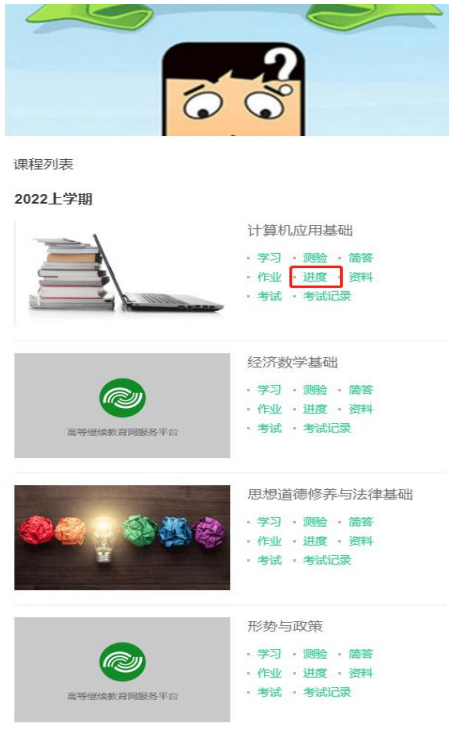 课程列表
2022上学期
计算机应用基础
学习 测验 简答
作业 进度 资料
考试 考试记录
高等继续教育网服务平台
经济数学基础
学习 测验 简答
作业 进度 资料
考试 考试记录
思想道德修养与法律基础
学习 测验 简答
作业 进度 资料
考试 考试记录
高等继续教育网服务平台
形势与政策
学习 测验 简答
作业 进度 资料
考试 考试记录